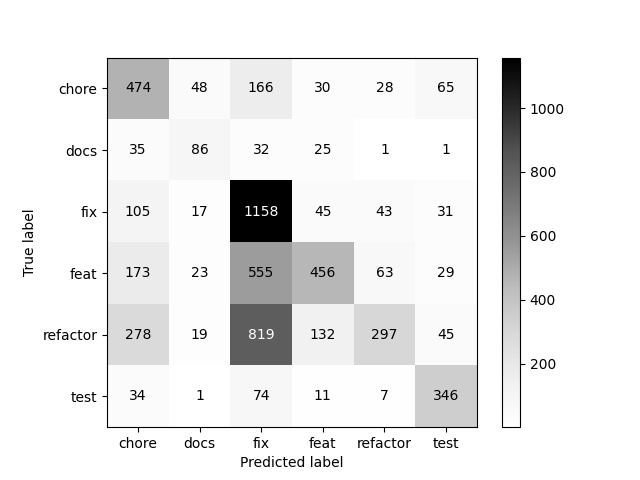 chore 474 48 166 30 28 65
docs 35 86 32 25 1 1
fix 105 17 1158 45 43 31
feat 173 23 555 456 63 29
refactor 278 19 819 132 297 45
test 34 1 74 11 7 346
chore docs fix feat refactor test
Predicted label
True label
1000
800
600
400
200